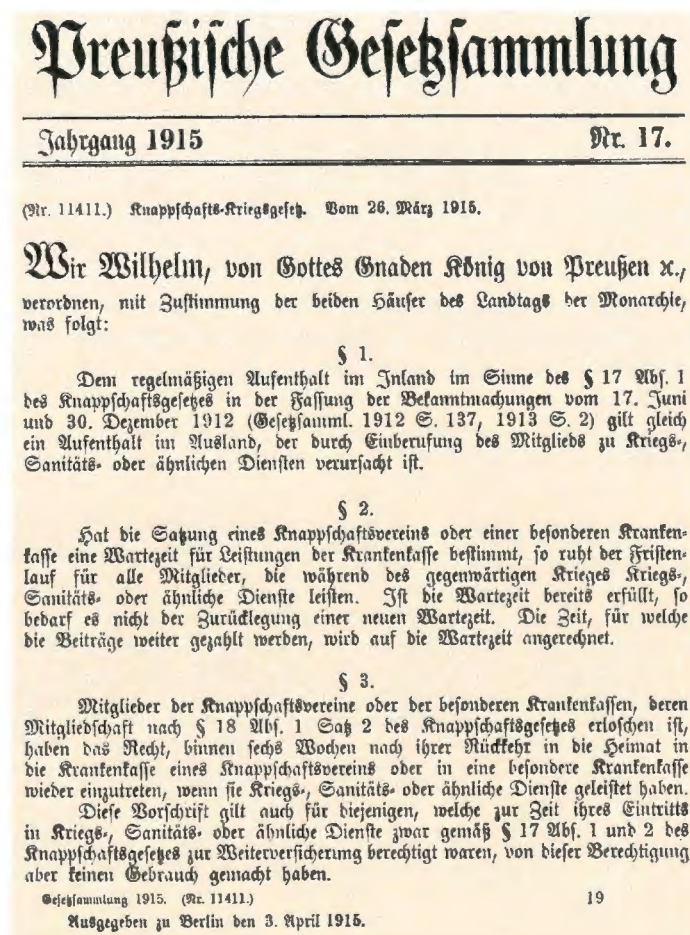 Preußische Gesetzsammlung
Jahrgang 1915 Nr. 17.
(Nr. 11411.) Knappschafts-Kriegsgesetz. Vom 26. März 1915.
Wir Wilhelm, von Gottes Gnaden König von Preußen ꝛc.,
verordnen, mit Zustimmung der beiden Häuser des Landtags der Monarchie,
was folgt:
§ 1.
Dem regelmäßigen Aufenthalt im Inland im Sinne des § 17 Abs. 1
des Knappschaftsgesetzes in der Fassung der Bekanntmachungen vom 17. Juni
und 30. Dezember 1912 (Gesetzsamml. 1912 S. 137, 1913 S. 2) gilt gleich
ein Aufenthalt im Ausland, der durch Einberufung des Mitglieds zu Kriegs-,
Sanitäts- oder ähnlichen Diensten verursacht ist.
§ 2.
Hat die Satzung eines Knappschaftsvereins oder einer besonderen Kranken-
kasse eine Wartezeit für Leistungen der Krankenkasse bestimmt, so ruht der Fristen-
lauf für alle Mitglieder, die während des gegenwärtigen Krieges Kriegs-,
Sanitäts- oder ähnliche Dienste leisten. Ist die Wartezeit bereits erfüllt, so
bedarf es nicht der Zurücklegung einer neuen Wartezeit. Die Zeit, für welche
die Beiträge weiter gezahlt werden, wird auf die Wartezeit angerechnet.
§ 3.
Mitglieder der Knappschaftsvereine oder der besonderen Krankenkassen, deren
Mitgliedschaft nach § 18 Abs. 1 Satz 2 des Knappschaftsgesetzes erloschen ist,
haben das Recht, binnen sechs Wochen nach ihrer Rückkehr in die Heimat in
die Krankenkasse eines Knappschaftsvereins oder in eine besondere Krankenkasse
wieder einzutreten, wenn sie Kriegs-, Sanitäts- oder ähnliche Dienste geleistet haben.
Diese Vorschrift gilt auch für diejenigen, welche zur Zeit ihres Eintritts
in Kriegs-, Sanitäts- oder ähnliche Dienste zwar gemäß § 17 Abs. 1 und 2 des
Knappschaftsgesetzes zur Weiterversicherung berechtigt waren, von dieser Berechtigung
aber keinen Gebrauch gemacht haben.
Gesetzsammlung 1915. (Nr. 11411.) 19
Ausgegeben zu Berlin den 3. April 1915.